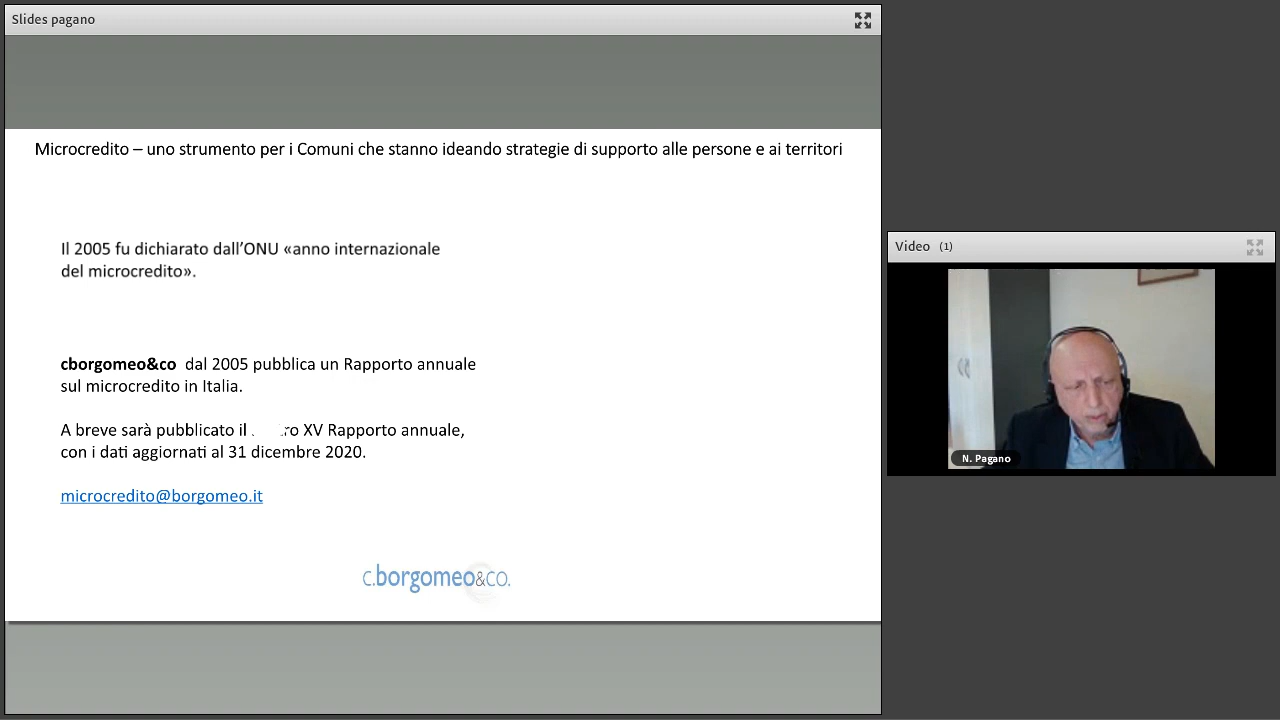 Slides pagano
Microcredito – uno strumento per i Comuni che stanno ideando strategie di supporto alle persone e ai territori
Il 2005 fu dichiarato dall'ONU «anno internazionale
del microcredito».
cborgomeo&co dal 2005 pubblica un Rapporto annuale
sul microcredito in Italia.
A breve sarà pubblicato il XV Rapporto annuale,
con i dati aggiornati al 31 dicembre 2020.
microcredito@borgomeo.it
c.borgomeo&co.
Video (1)
N. Pagano